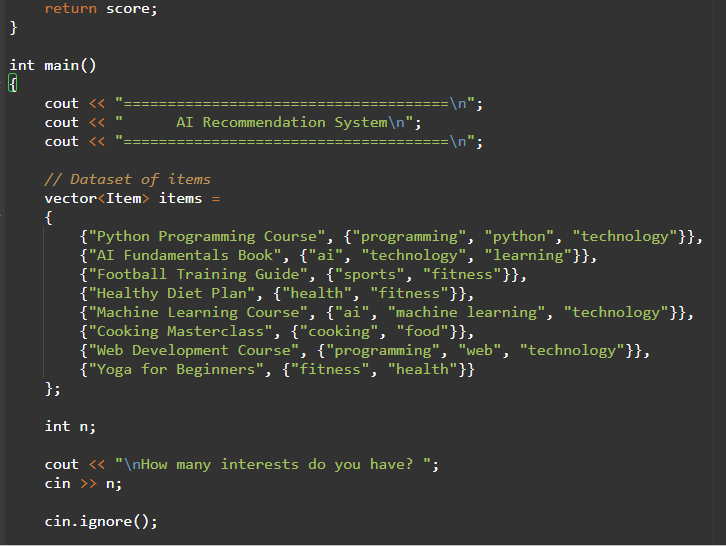 return score;
}

int main()
{
    cout << "=====================================\n";
    cout << "      AI Recommendation System\n";
    cout << "=====================================\n";

    // Dataset of items
    vector<Item> items =
    {
        {"Python Programming Course", {"programming", "python", "technology"}},
        {"AI Fundamentals Book", {"ai", "technology", "learning"}},
        {"Football Training Guide", {"sports", "fitness"}},
        {"Healthy Diet Plan", {"health", "fitness"}},
        {"Machine Learning Course", {"ai", "machine learning", "technology"}},
        {"Cooking Masterclass", {"cooking", "food"}},
        {"Web Development Course", {"programming", "web", "technology"}},
        {"Yoga for Beginners", {"fitness", "health"}}
    };

    int n;

    cout << "\nHow many interests do you have? ";
    cin >> n;

    cin.ignore();